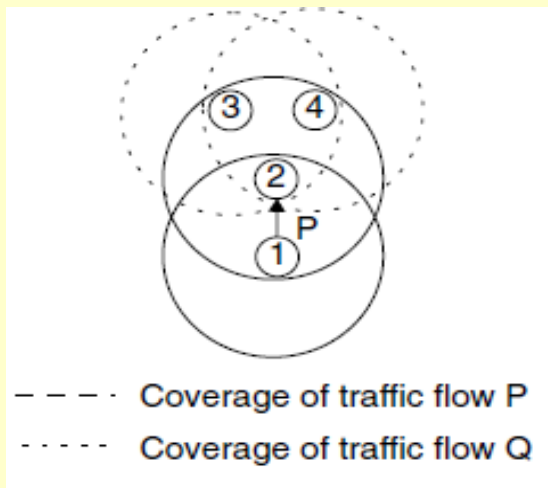 3 4
2
P
1
Coverage of traffic flow P
Coverage of traffic flow Q